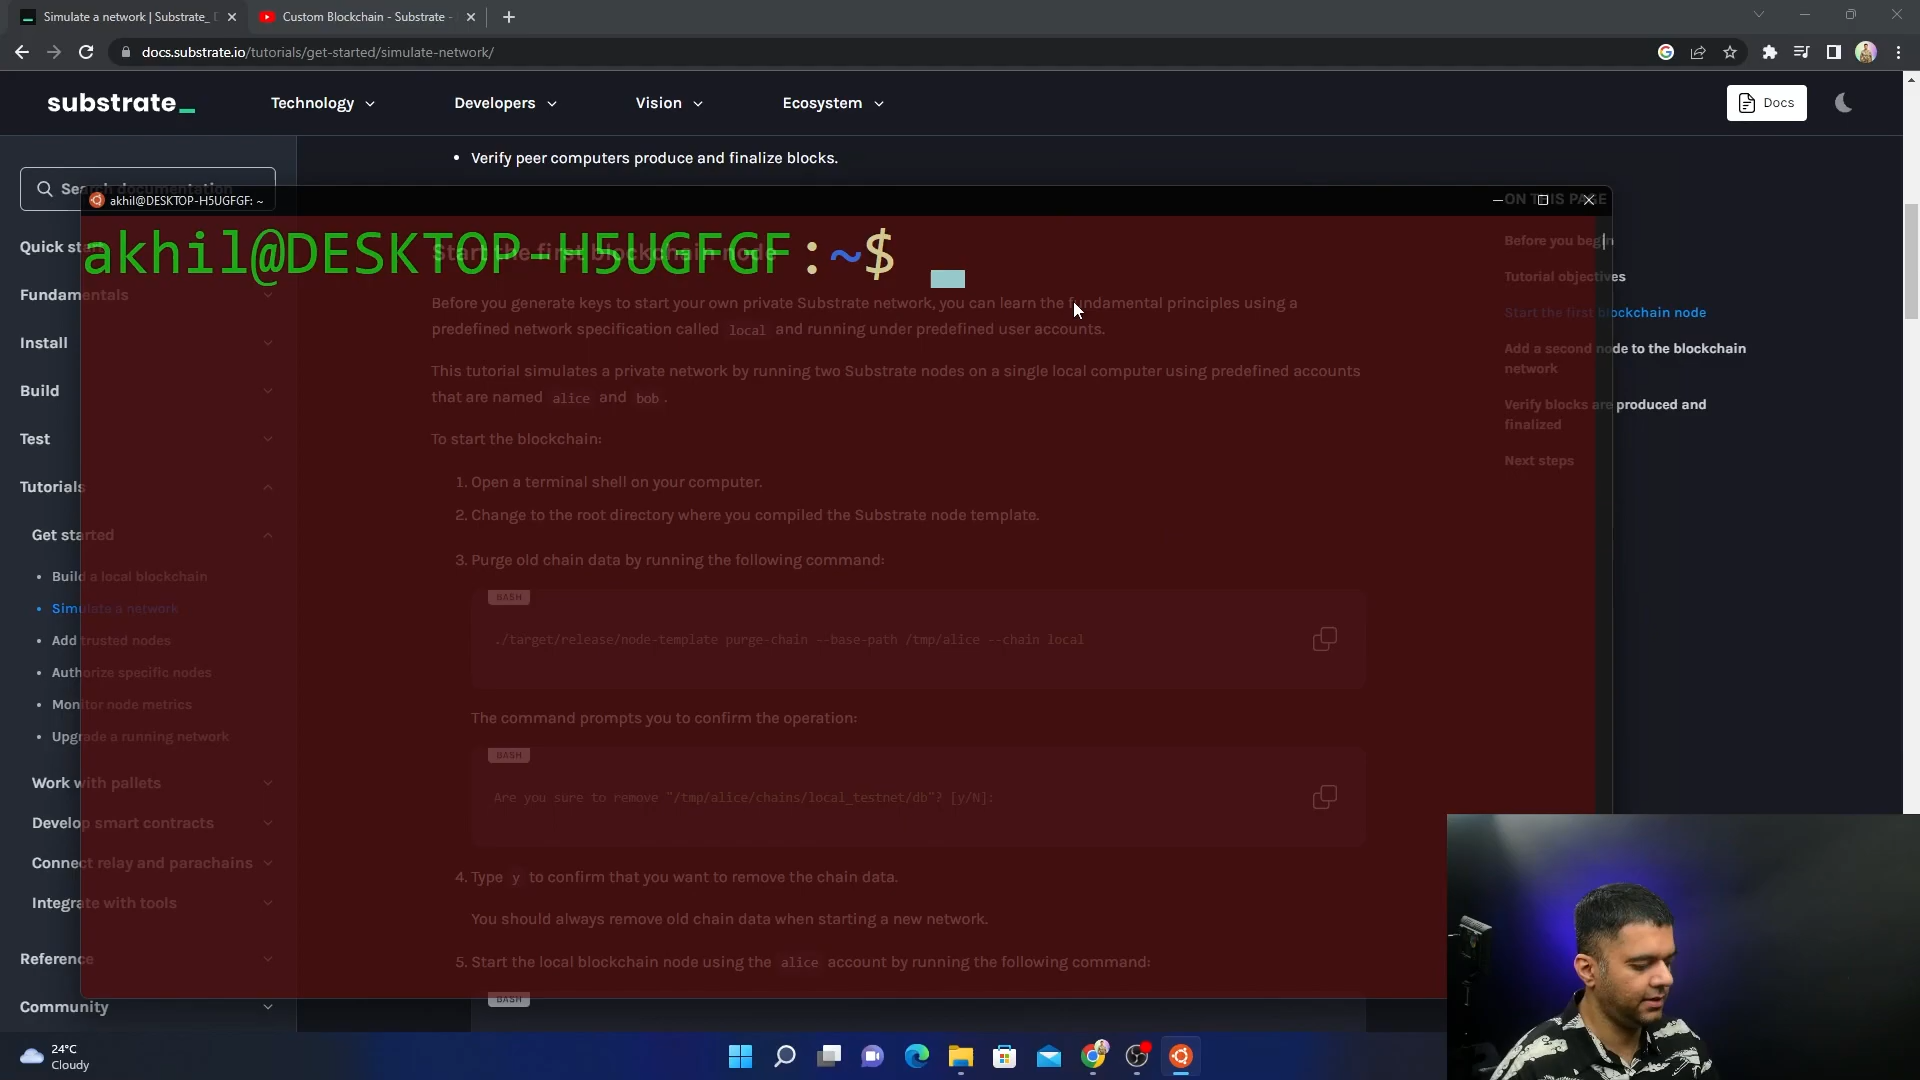 Simulate a network | Substrate_
Custom Blockchain - Substrate -
docs.substrate.io/tutorials/get-started/simulate-network/
substrate_
Technology
Developers
Vision
Ecosystem
Docs
Verify peer computers produce and finalize blocks.
Search documentation
akhil@DESKTOP-H5UGFGF: ~
akhil@DESKTOP-H5UGFGF:~$
Quick start
Fundamentals
Install
Build
Test
Tutorials
Get started
Build a local blockchain
Simulate a network
Add trusted nodes
Authorize specific nodes
Monitor node metrics
Upgrade a running network
Work with pallets
Develop smart contracts
Connect relay and parachains
Integrate with tools
Reference
Community
Start the first blockchain node
Before you generate keys to start your own private Substrate network, you can learn the fundamental principles using a
predefined network specification called local and running under predefined user accounts.
This tutorial simulates a private network by running two Substrate nodes on a single local computer using predefined accounts
that are named alice and bob.
To start the blockchain:
1. Open a terminal shell on your computer.
2. Change to the root directory where you compiled the Substrate node template.
3. Purge old chain data by running the following command:
BASH
./target/release/node-template purge-chain --base-path /tmp/alice --chain local
The command prompts you to confirm the operation:
BASH
Are you sure to remove "/tmp/alice/chains/local_testnet/db"? [y/N]:
4. Type y to confirm that you want to remove the chain data.
You should always remove old chain data when starting a new network.
5. Start the local blockchain node using the alice account by running the following command:
BASH
ON THIS PAGE
Before you begin
Tutorial objectives
Start the first blockchain node
Add a second node to the blockchain
network
Verify blocks are produced and
finalized
Next steps
24°C
Cloudy